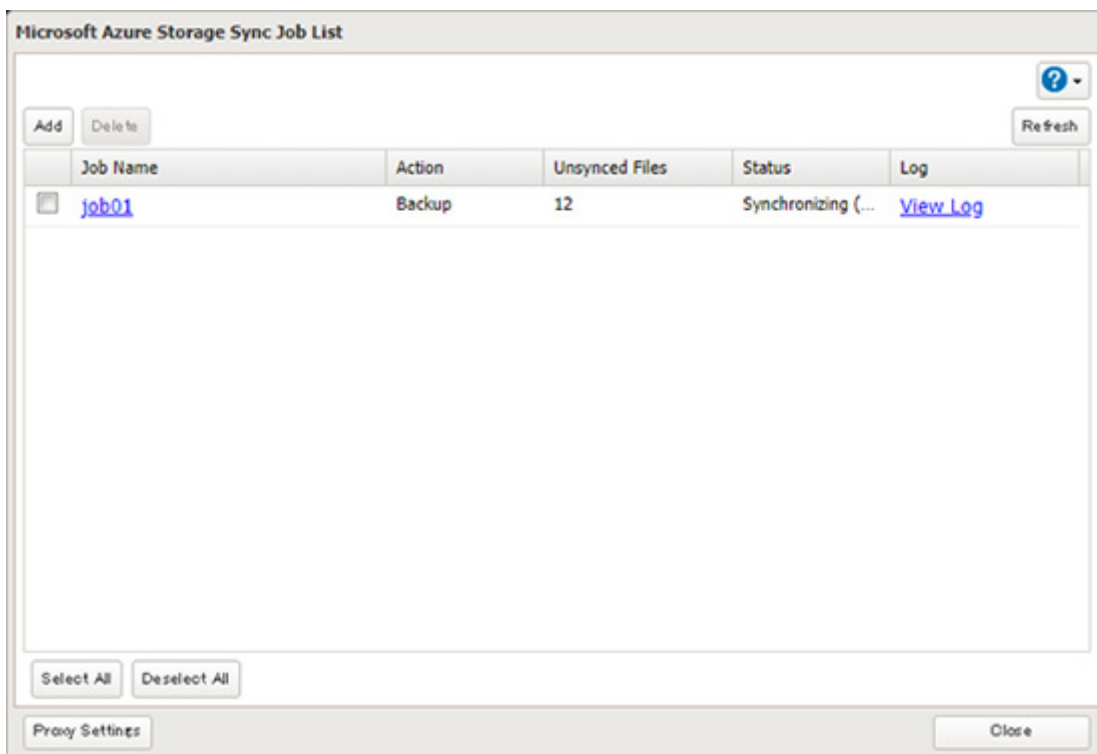 Microsoft Azure Storage Sync Job List
?
Add Delete Refresh
Job Name Action Unsynced Files Status Log
job01 Backup 12 Synchronizing (... View Log
Select All Deselect All
Proxy Settings Close